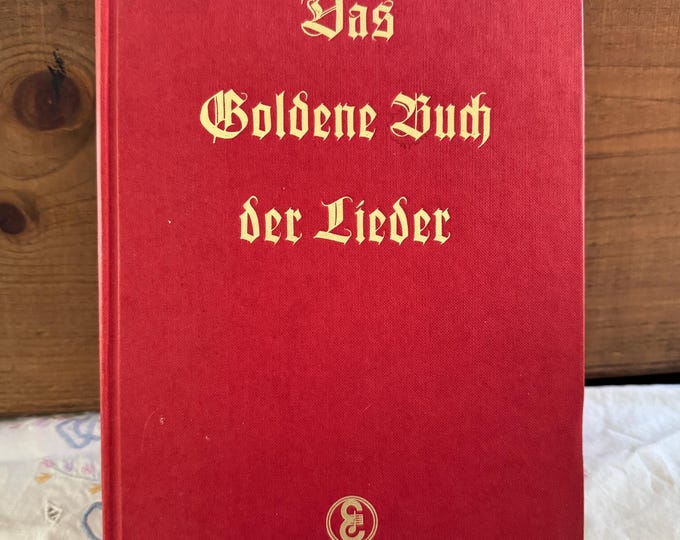 Das
Goldene Buch
der Lieder